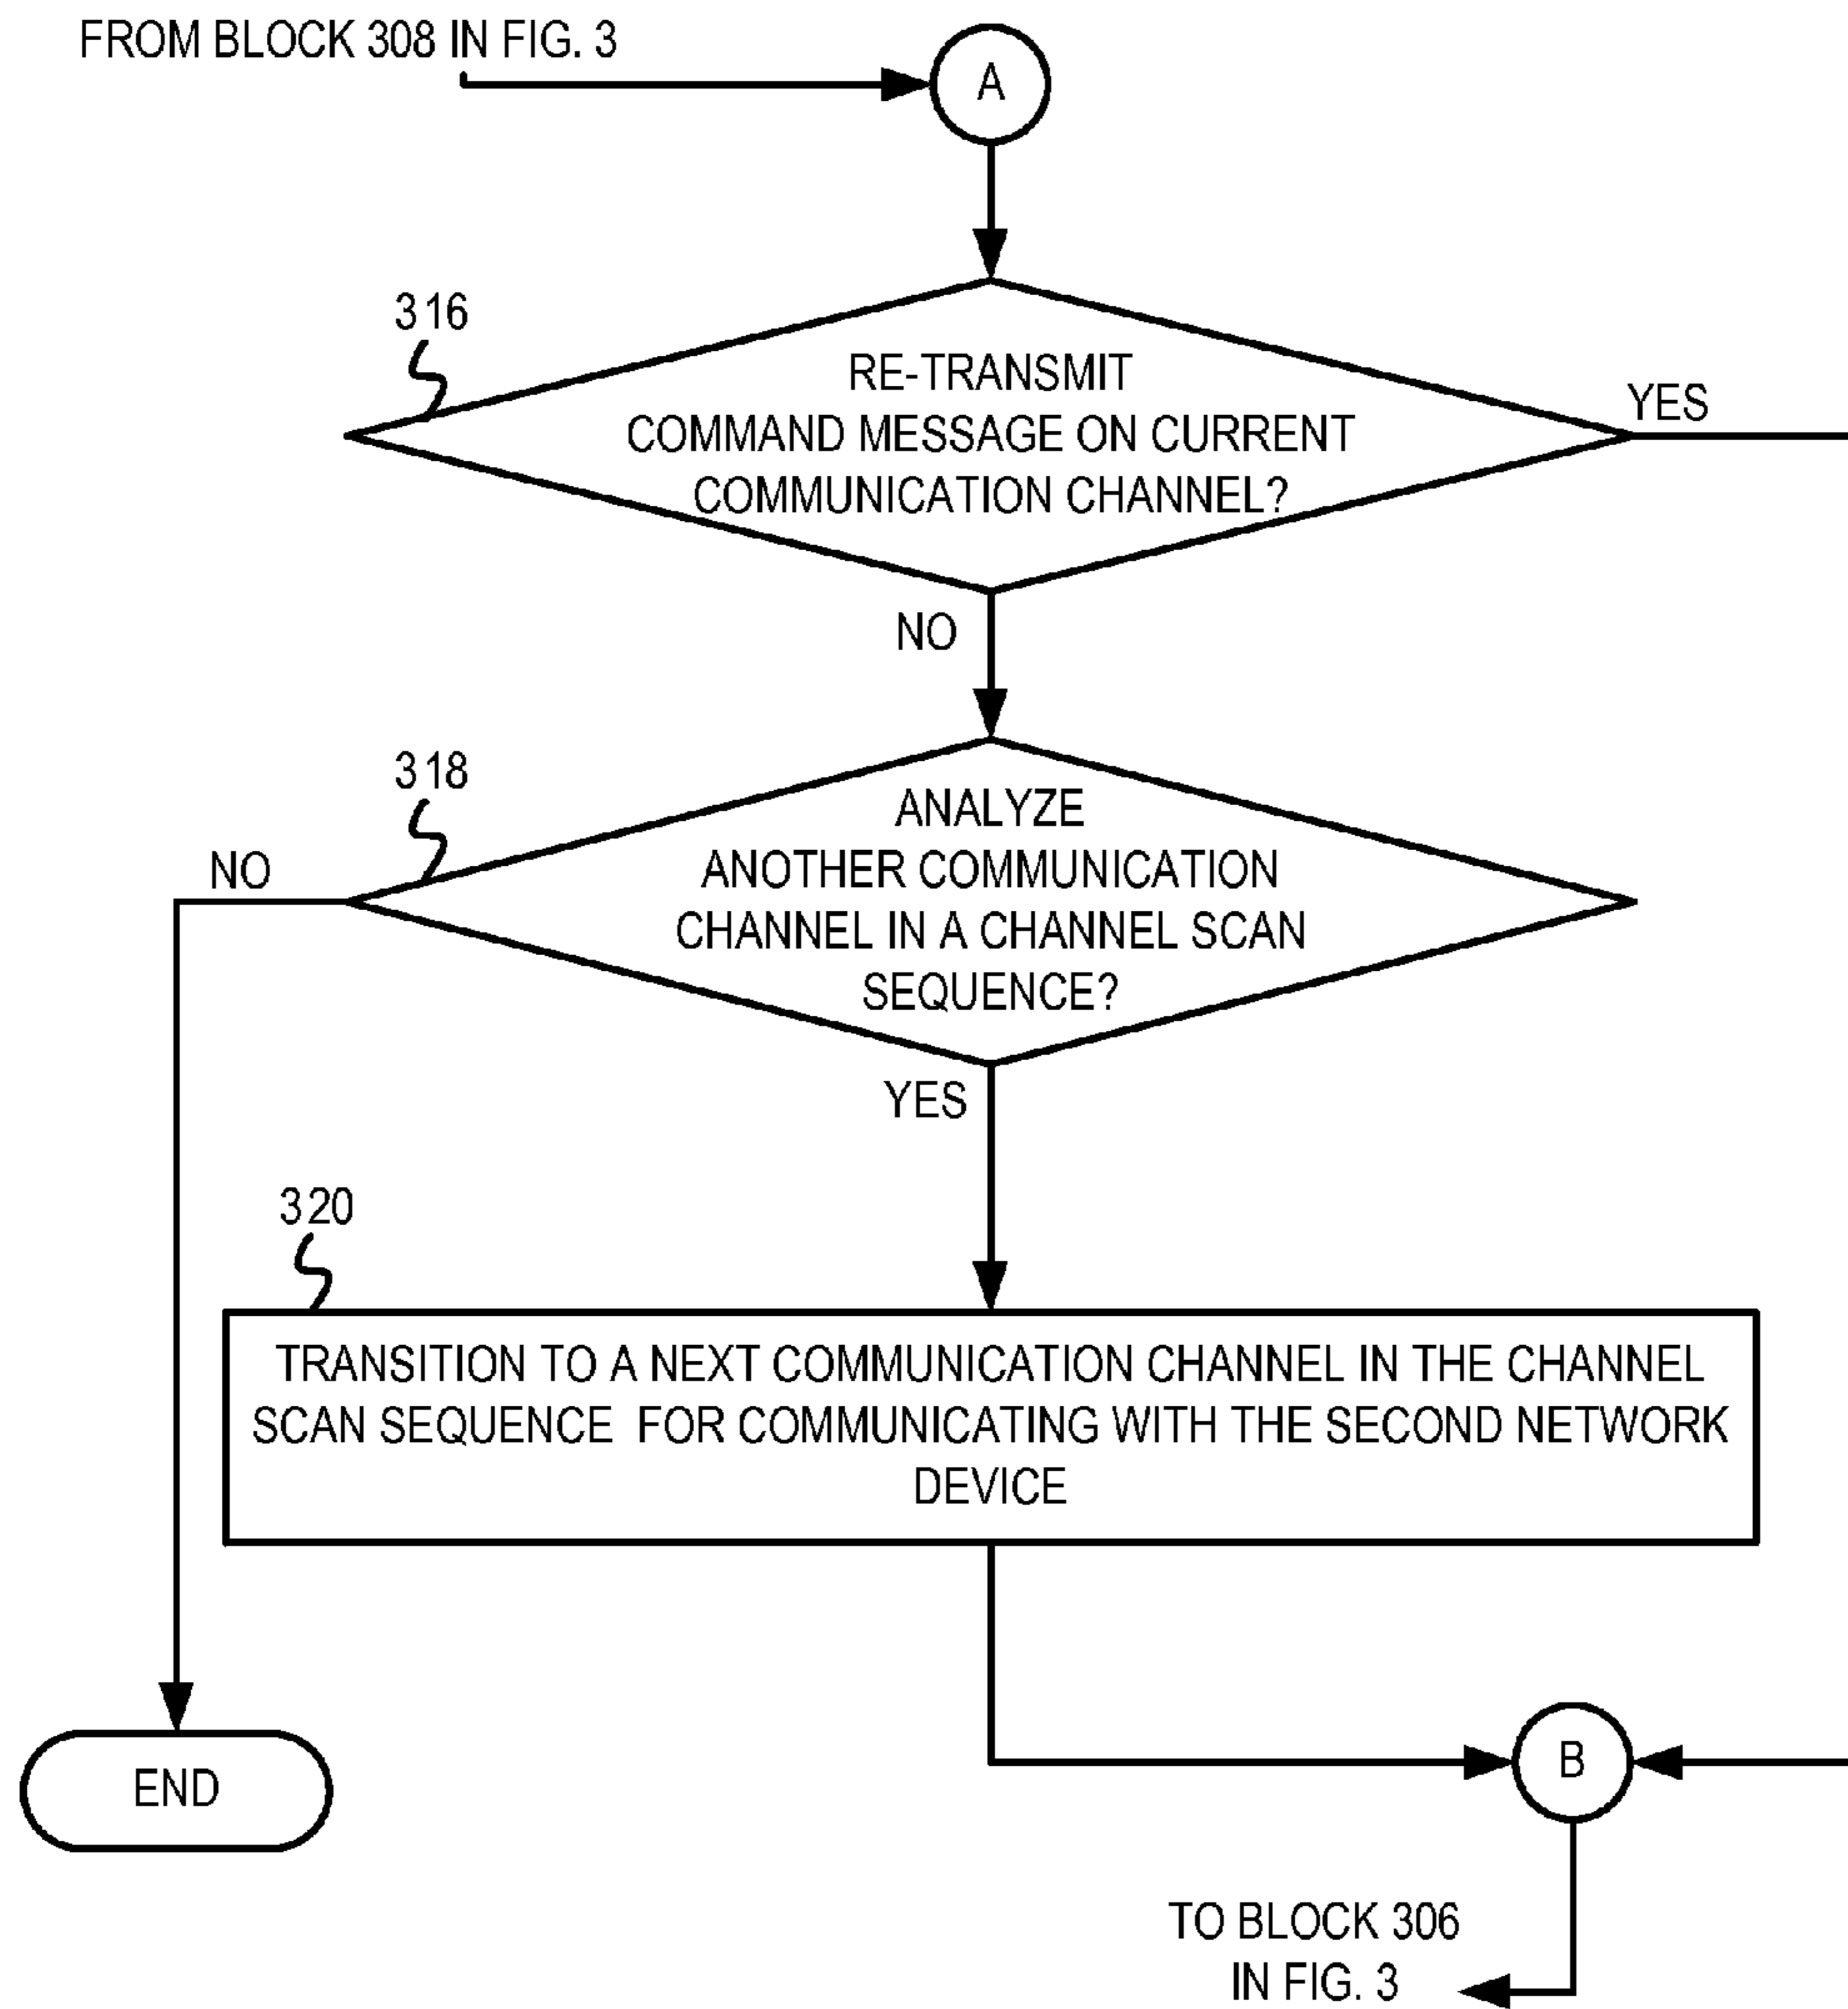 FROM BLOCK 308 IN FIG. 3
A
316
RE-TRANSMIT
COMMAND MESSAGE ON CURRENT
COMMUNICATION CHANNEL?
YES
NO
318
ANALYZE
ANOTHER COMMUNICATION
CHANNEL IN A CHANNEL SCAN
SEQUENCE?
NO
YES
320
TRANSITION TO A NEXT COMMUNICATION CHANNEL IN THE CHANNEL
SCAN SEQUENCE FOR COMMUNICATING WITH THE SECOND NETWORK
DEVICE
END
B
TO BLOCK 306
IN FIG. 3